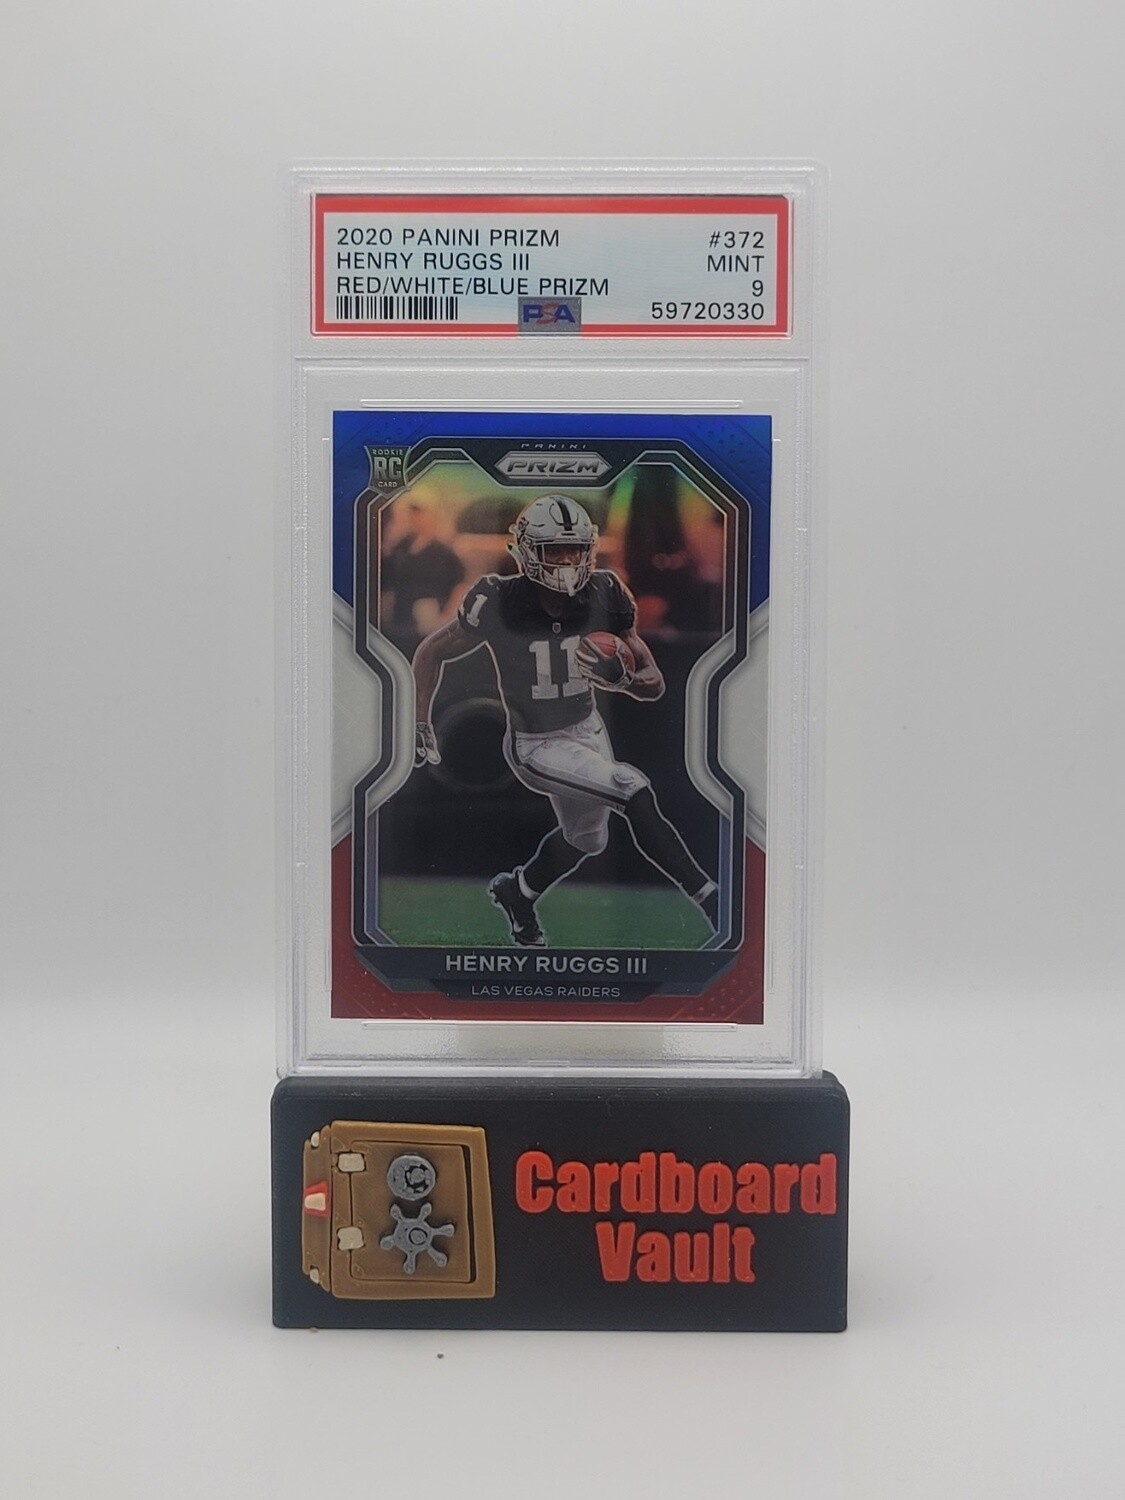 2020 PANINI PRIZM #372
HENRY RUGGS III MINT
RED/WHITE/BLUE PRIZM 9
PSA 59720330
ROOKIE
RC
CARD
PANINI
PRIZM
1
11
HENRY RUGGS III
LAS VEGAS RAIDERS
Cardboard
Vault